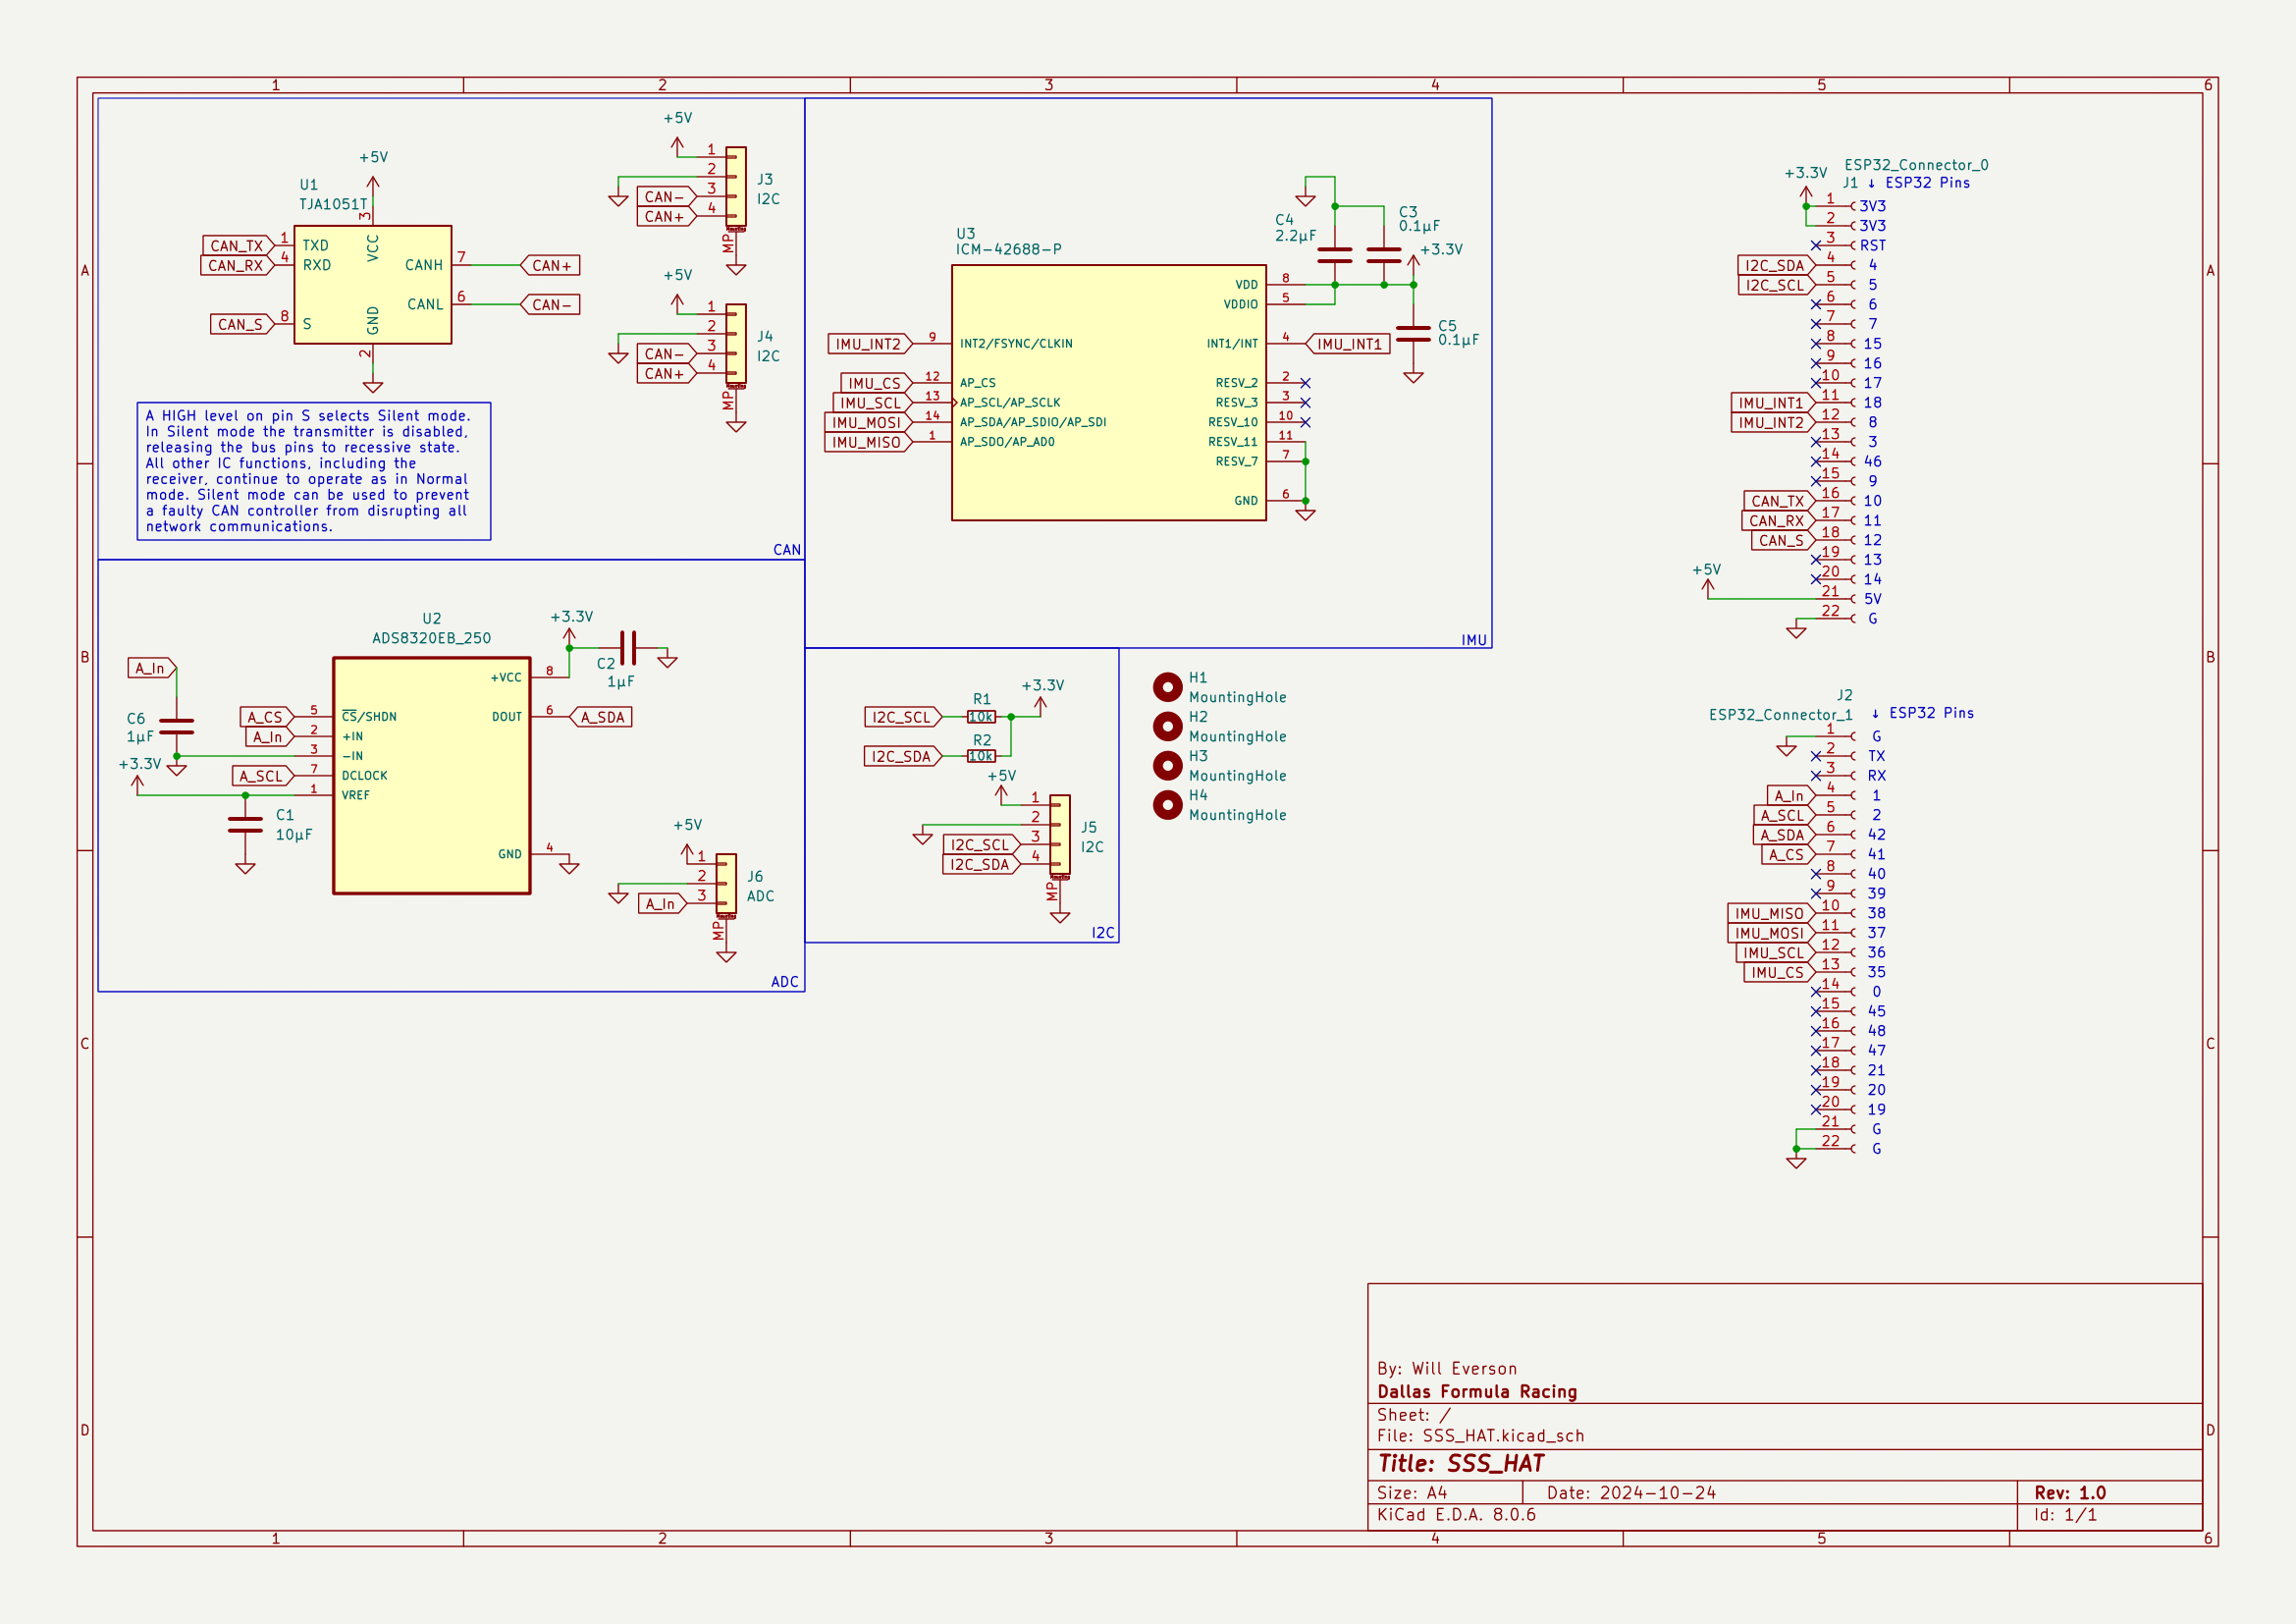 1 2 3 4 5 6
A
B
C
D
+5V
U1
TJA1051T
3
VCC
CAN_TX 1 TXD
CAN_RX 4 RXD
CANH 7 CAN+
CANL 6 CAN-
CAN_S 8 S
GND
2
A HIGH level on pin S selects Silent mode.
In Silent mode the transmitter is disabled,
releasing the bus pins to recessive state.
All other IC functions, including the
receiver, continue to operate as in Normal
mode. Silent mode can be used to prevent
a faulty CAN controller from disrupting all
network communications.
+5V
1
2
CAN- 3
CAN+ 4
J3
I2C
MP
+5V
1
2
CAN- 3
CAN+ 4
J4
I2C
MP
CAN
U3
ICM-42688-P
C4
2.2µF
C3
0.1µF
+3.3V
VDD 8
VDDIO 5
C5
0.1µF
IMU_INT2 9 INT2/FSYNC/CLKIN
INT1/INT 4 IMU_INT1
IMU_CS 12 AP_CS
RESV_2 2
IMU_SCL 13 AP_SCL/AP_SCLK
RESV_3 3
IMU_MOSI 14 AP_SDA/AP_SDIO/AP_SDI
RESV_10 10
IMU_MISO 1 AP_SDO/AP_AD0
RESV_11 11
RESV_7 7
GND 6
IMU
U2
ADS8320EB_250
+3.3V
C2
1µF
A_In
+VCC 8
C6
1µF
A_CS 5 CS/SHDN
DOUT 6 A_SDA
A_In 2 +IN
3 -IN
+3.3V
A_SCL 7 DCLOCK
1 VREF
C1
10µF
GND 4
+5V
1
2
A_In 3
J6
ADC
MP
ADC
R1
+3.3V
I2C_SCL 10k
R2
I2C_SDA 10k
+5V
1
2
I2C_SCL 3
I2C_SDA 4
J5
I2C
MP
I2C
H1
MountingHole
H2
MountingHole
H3
MountingHole
H4
MountingHole
ESP32_Connector_0
+3.3V
J1 ↓ ESP32 Pins
1 3V3
2 3V3
3 RST
I2C_SDA 4 4
I2C_SCL 5 5
6 6
7 7
8 15
9 16
10 17
IMU_INT1 11 18
IMU_INT2 12 8
13 3
14 46
15 9
CAN_TX 16 10
CAN_RX 17 11
CAN_S 18 12
19 13
20 14
+5V
21 5V
22 G
J2
ESP32_Connector_1 ↓ ESP32 Pins
1 G
2 TX
3 RX
A_In 4 1
A_SCL 5 2
A_SDA 6 42
A_CS 7 41
8 40
9 39
IMU_MISO 10 38
IMU_MOSI 11 37
IMU_SCL 12 36
IMU_CS 13 35
14 0
15 45
16 48
17 47
18 21
19 20
20 19
21 G
22 G
By: Will Everson
Dallas Formula Racing
Sheet: /
File: SSS_HAT.kicad_sch
Title: SSS_HAT
Size: A4 Date: 2024-10-24 Rev: 1.0
KiCad E.D.A. 8.0.6 Id: 1/1
A
B
C
D
1 2 3 4 5 6